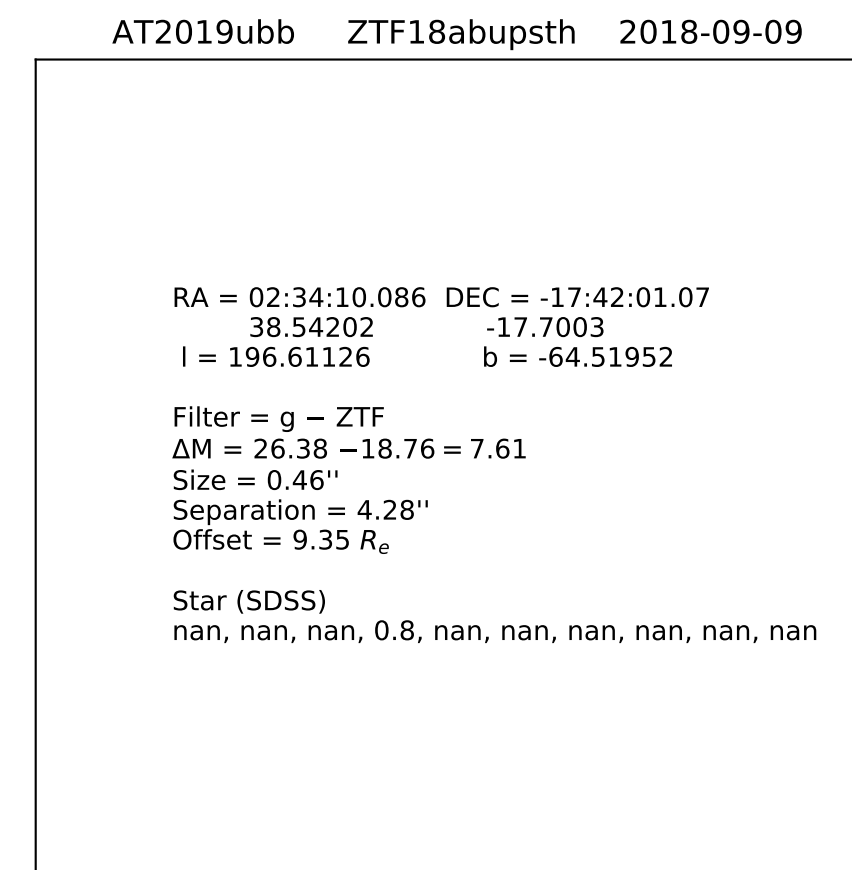 AT2019ubb ZTF18abupsth 2018-09-09
RA = 02:34:10.086 DEC = -17:42:01.07
38.54202 -17.7003
l = 196.61126 b = -64.51952
Filter = g − ZTF
ΔM = 26.38 −18.76 = 7.61
Size = 0.46''
Separation = 4.28''
Offset = 9.35 Re
Star (SDSS)
nan, nan, nan, 0.8, nan, nan, nan, nan, nan, nan